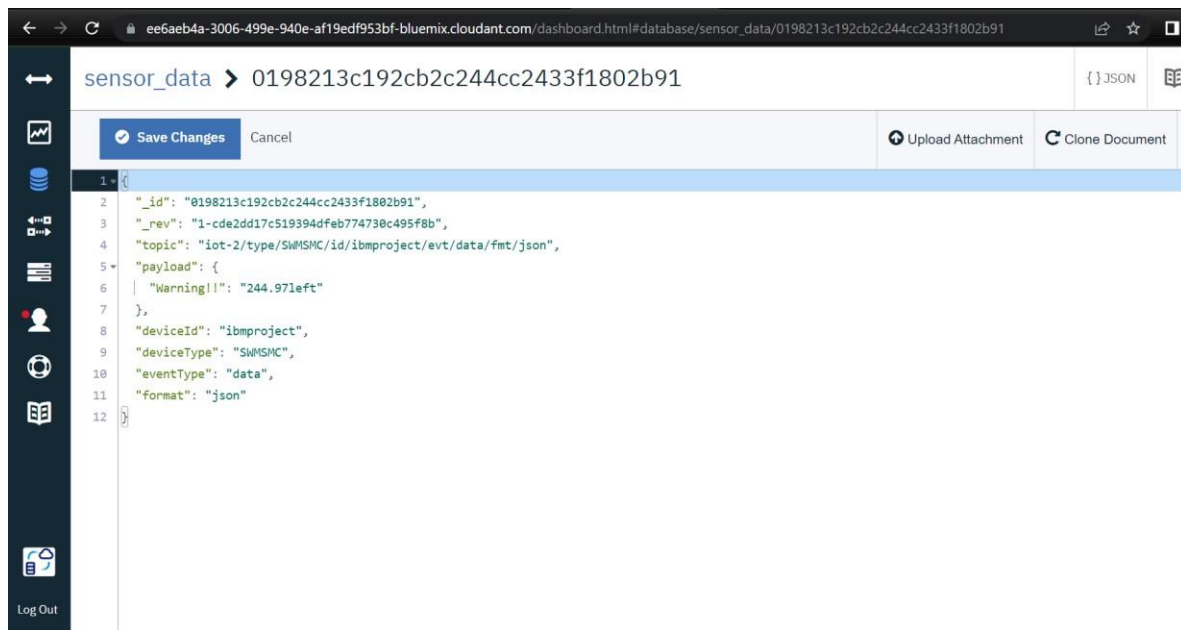 ee6aeb4a-3006-499e-940e-af19edf953bf-bluemix.cloudant.com/dashboard.html#database/sensor_data/0198213c192cb2c244cc2433f1802b91
sensor_data > 0198213c192cb2c244cc2433f1802b91
{ } JSON
Save Changes Cancel
Upload Attachment Clone Document
1 {
2 "_id": "0198213c192cb2c244cc2433f1802b91",
3 "_rev": "1-cde2dd17c519394dfeb774730c495f8b",
4 "topic": "iot-2/type/SWMSMC/id/ibmproject/evt/data/fmt/json",
5 "payload": {
6 "Warning!!": "244.97left"
7 },
8 "deviceId": "ibmproject",
9 "deviceType": "SWMSMC",
10 "eventType": "data",
11 "format": "json"
12 }
Log Out